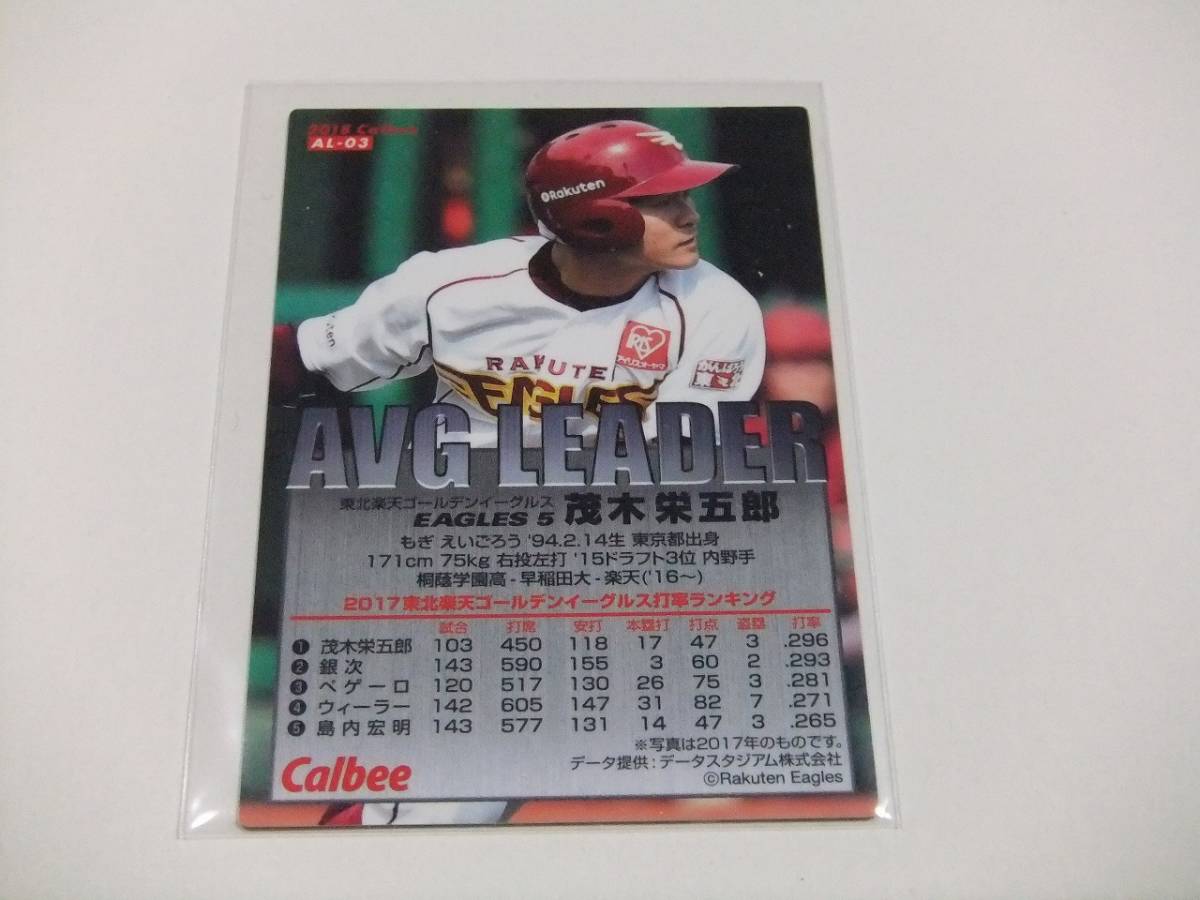 2018 Calbee
AL-03
Rakuten
IRIS
アイリスオーヤマ
RAKUTEN
EAGLES
AVG LEADER
東北楽天ゴールデンイーグルス
EAGLES 5 茂木栄五郎
もぎ えいごろう '94.2.14生 東京都出身
171cm 75kg 右投左打 '15ドラフト3位 内野手
桐蔭学園高-早稲田大-楽天('16〜)
2017東北楽天ゴールデンイーグルス打率ランキング
試合 打席 安打 本塁打 打点 盗塁 打率
❶ 茂木栄五郎 103 450 118 17 47 3 .296
❷ 銀次 143 590 155 3 60 2 .293
❸ ペゲーロ 120 517 130 26 75 3 .281
❹ ウィーラー 142 605 147 31 82 7 .271
❺ 島内宏明 143 577 131 14 47 3 .265
※写真は2017年のものです。
データ提供:データスタジアム株式会社
©Rakuten Eagles
Calbee